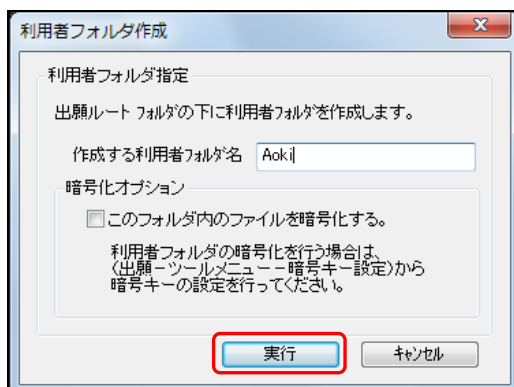 利用者フォルダ作成
利用者フォルダ指定
出願ルート フォルダの下に利用者フォルダを作成します。
作成する利用者フォルダ名 Aoki
暗号化オプション
このフォルダ内のファイルを暗号化する。
利用者フォルダの暗号化を行う場合は、
(出願－ツールメニュー－暗号キー設定)から
暗号キーの設定を行ってください。
実行 キャンセル